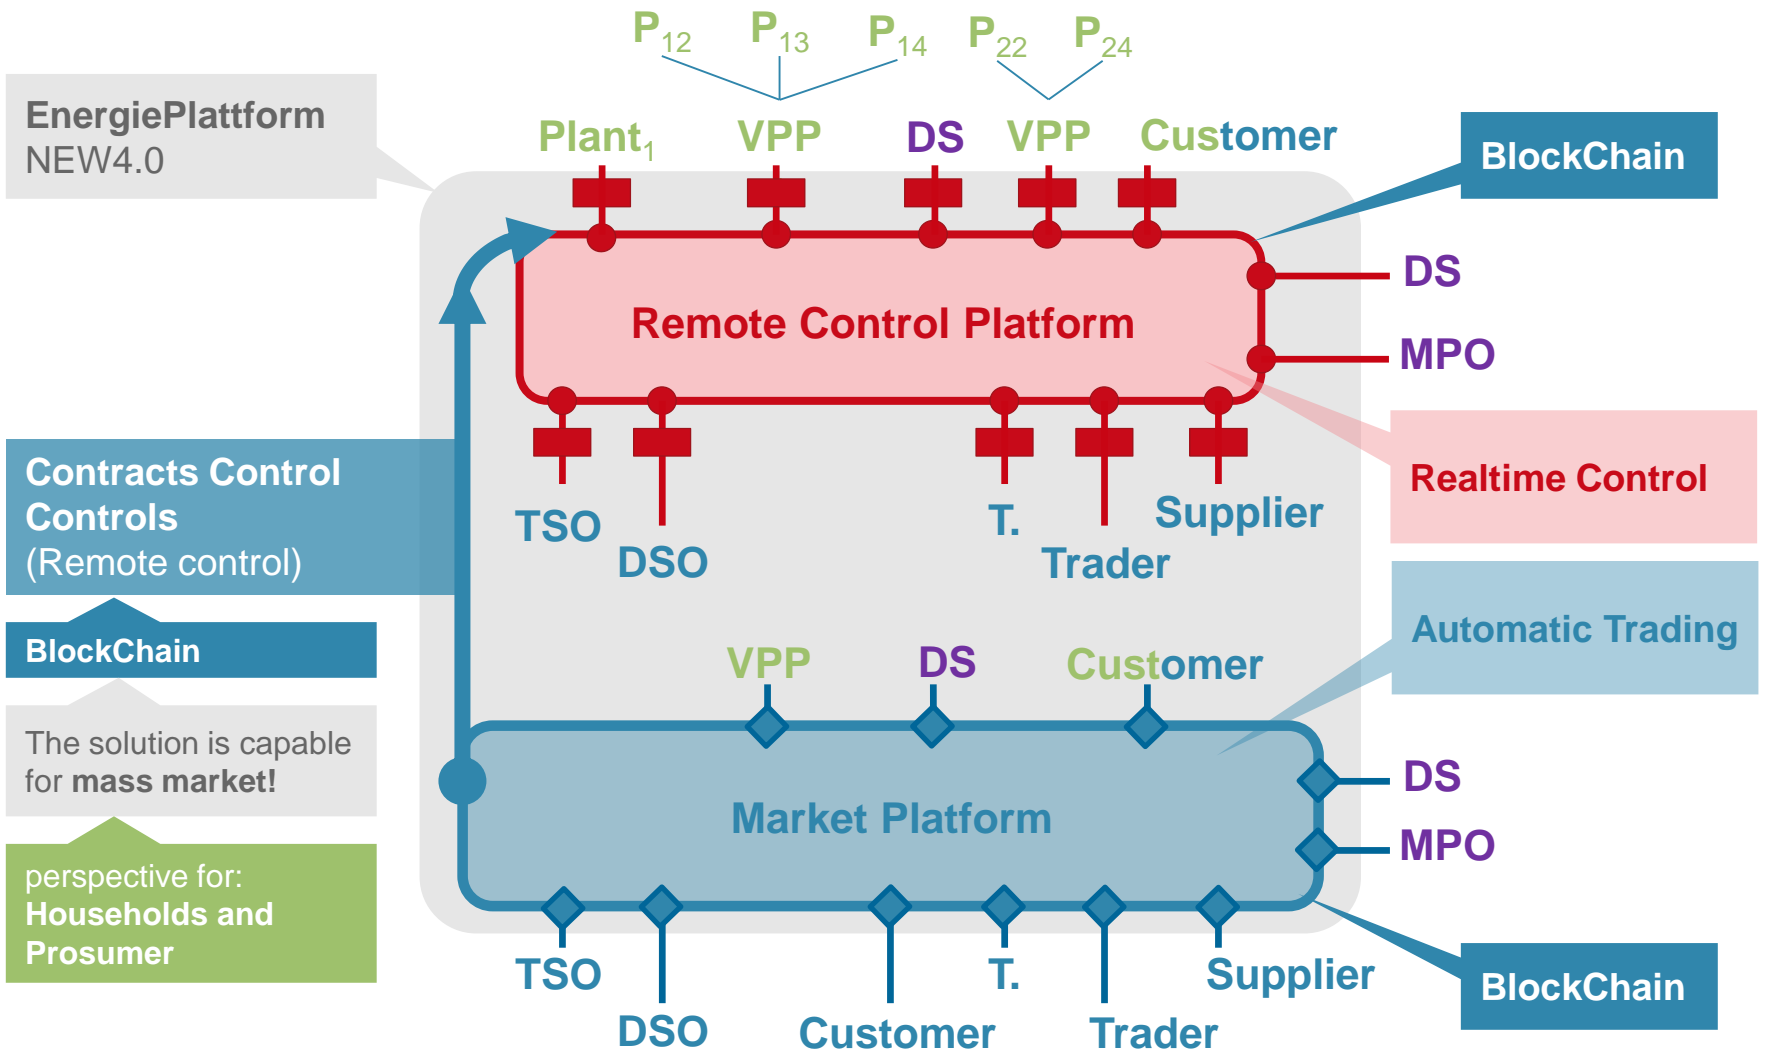 P12 P13 P14 P22 P24
EnergiePlattform
NEW4.0
Plant1 VPP DS VPP Customer
BlockChain
DS
Remote Control Platform
MPO
Contracts Control
Controls
(Remote control)
Realtime Control
TSO T. Supplier
DSO Trader
Automatic Trading
BlockChain
VPP DS Customer
The solution is capable
for mass market!
DS
Market Platform
MPO
perspective for:
Households and
Prosumer
TSO T. Supplier
BlockChain
DSO Customer Trader